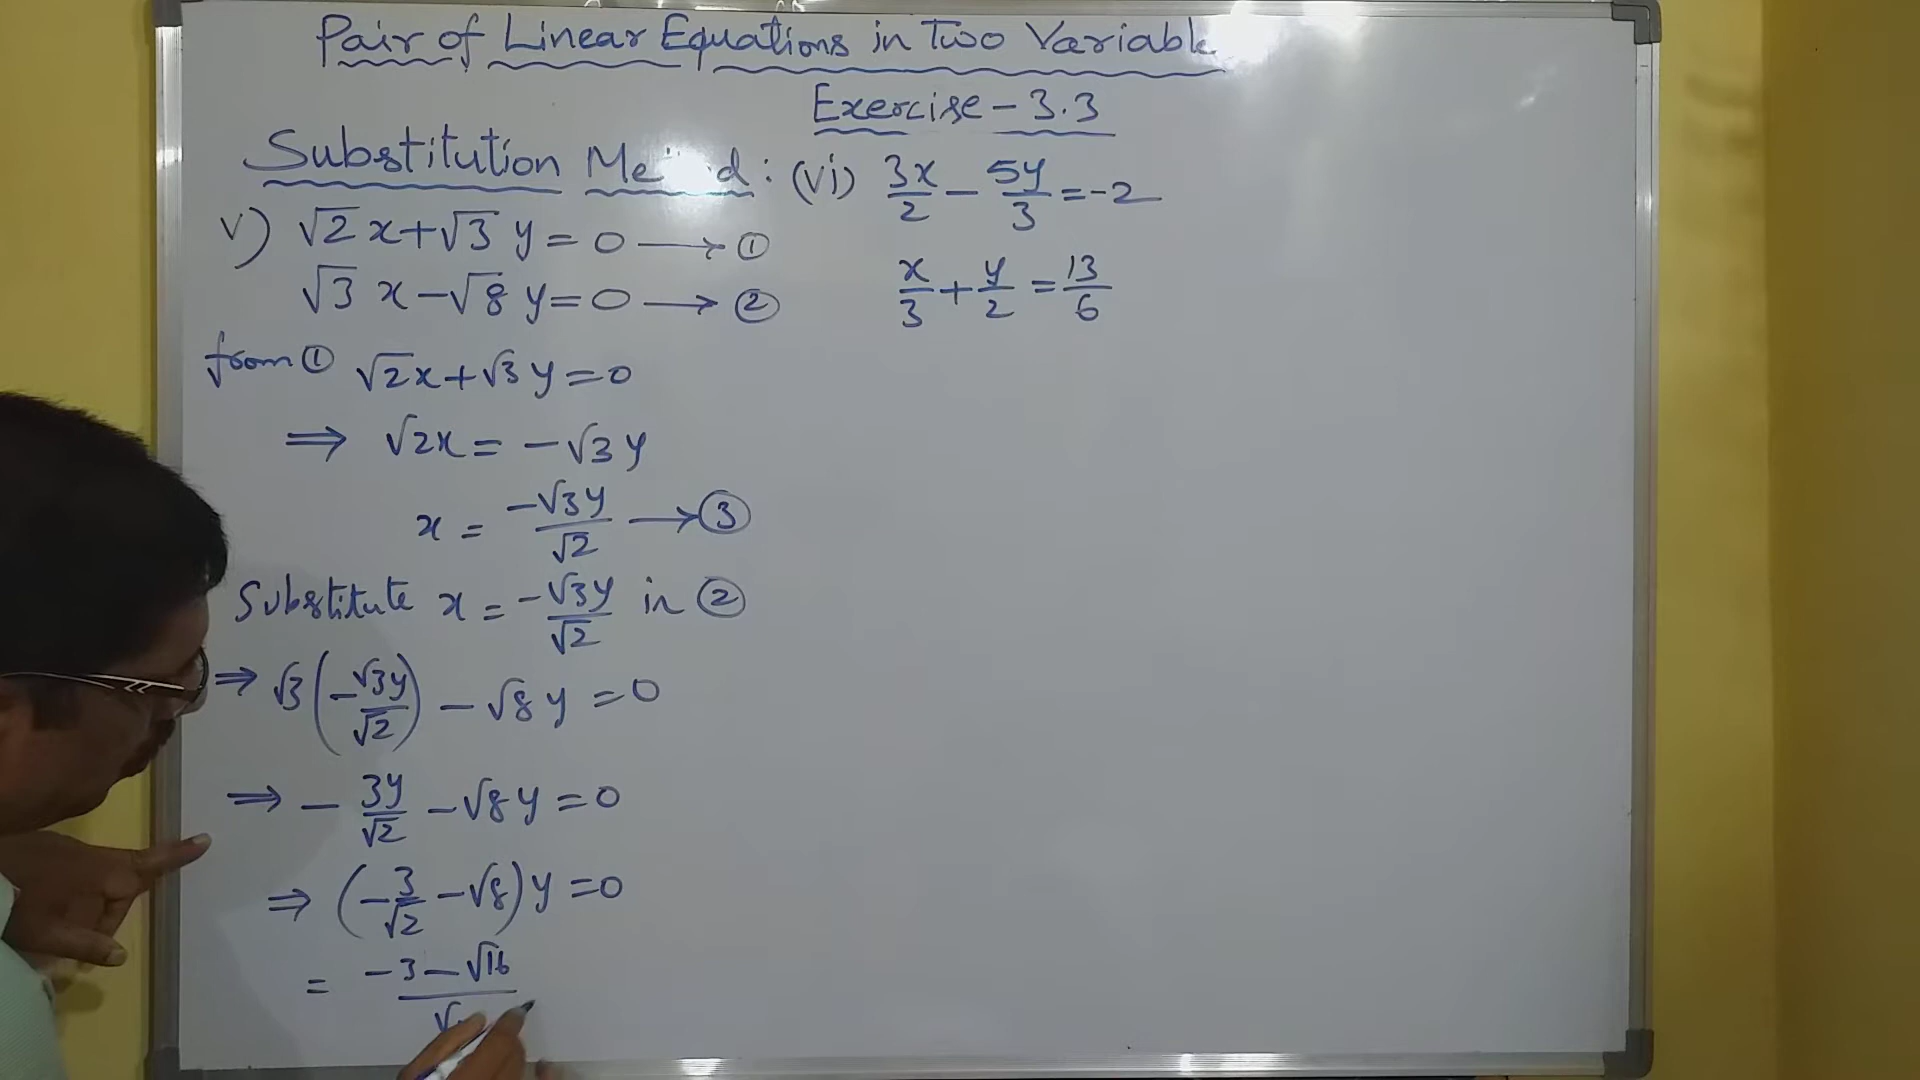 Pair of Linear Equations in Two Variable
Exercise - 3.3
Substitution
v) √2 x + √3 y = 0 → ①
√3 x - √8 y = 0 → ②
from ① √2x + √3 y = 0
⇒ √2x = - √3 y
x = -√3y/√2 → ③
Substitute x = -√3y/√2 in ②
⇒ √3(-√3y/√2) - √8 y = 0
⇒ - 3y/√2 - √8 y = 0
⇒ (-3/√2 - √8) y = 0
= -3 - √16
(vi) 3x/2 - 5y/3 = -2
x/3 + y/2 = 13/6